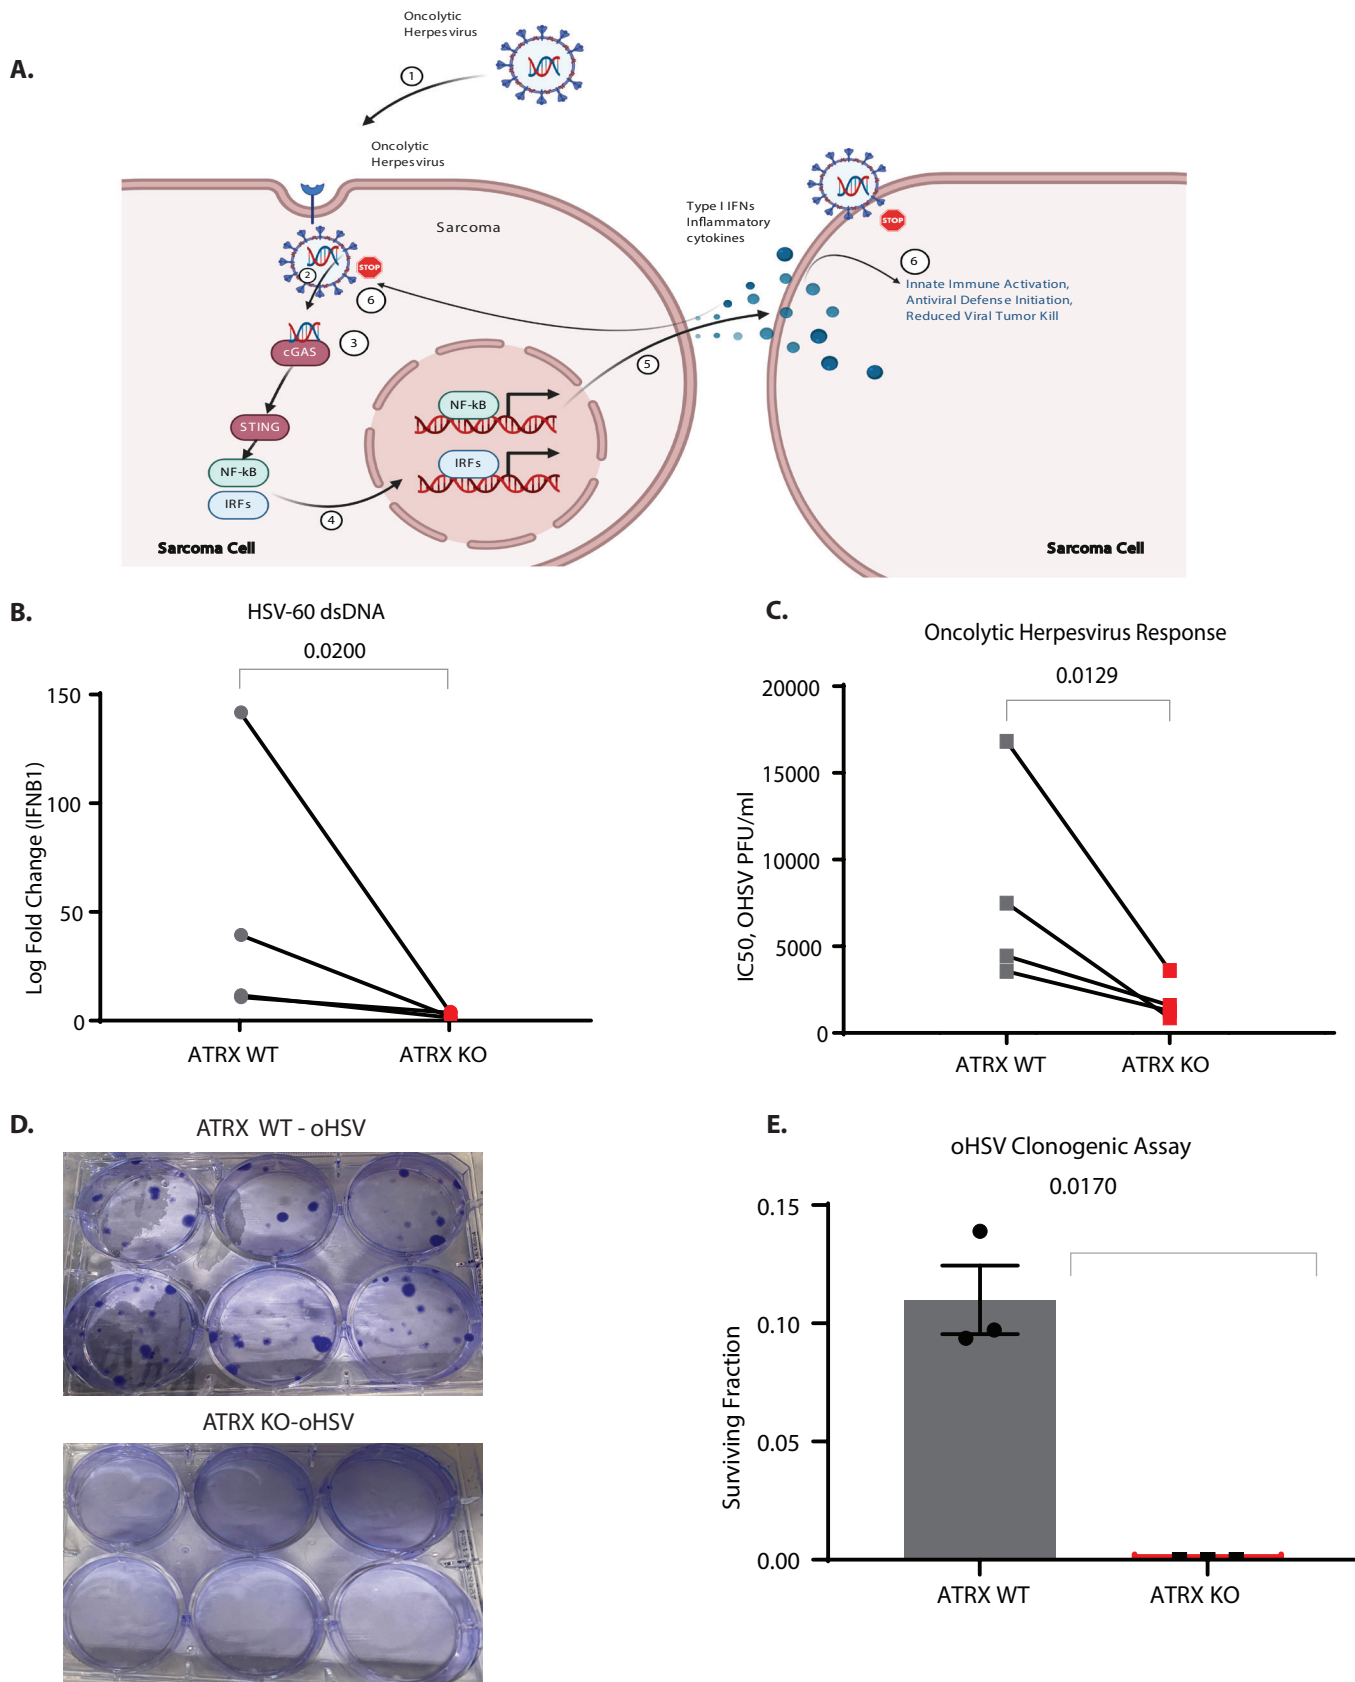 A.
Oncolytic
Herpesvirus
1
Oncolytic
Herpesvirus
Sarcoma
Type I IFNs
Inflammatory
cytokines
STOP
6
Innate Immune Activation,
Antiviral Defense Initiation,
Reduced Viral Tumor Kill
2
STOP
6
3
cGAS
5
NF-kB
STING
IRFs
NF-kB
IRFs
4
Sarcoma Cell
Sarcoma Cell
B.
HSV-60 dsDNA
0.0200
Log Fold Change (IFNB1)
150
100
50
0
ATRX WT
ATRX KO
C.
Oncolytic Herpesvirus Response
0.0129
IC50, OHSV PFU/ml
20000
15000
10000
5000
0
ATRX WT
ATRX KO
D.
ATRX WT - oHSV
ATRX KO-oHSV
E.
oHSV Clonogenic Assay
0.0170
Surviving Fraction
0.15
0.10
0.05
0.00
ATRX WT
ATRX KO